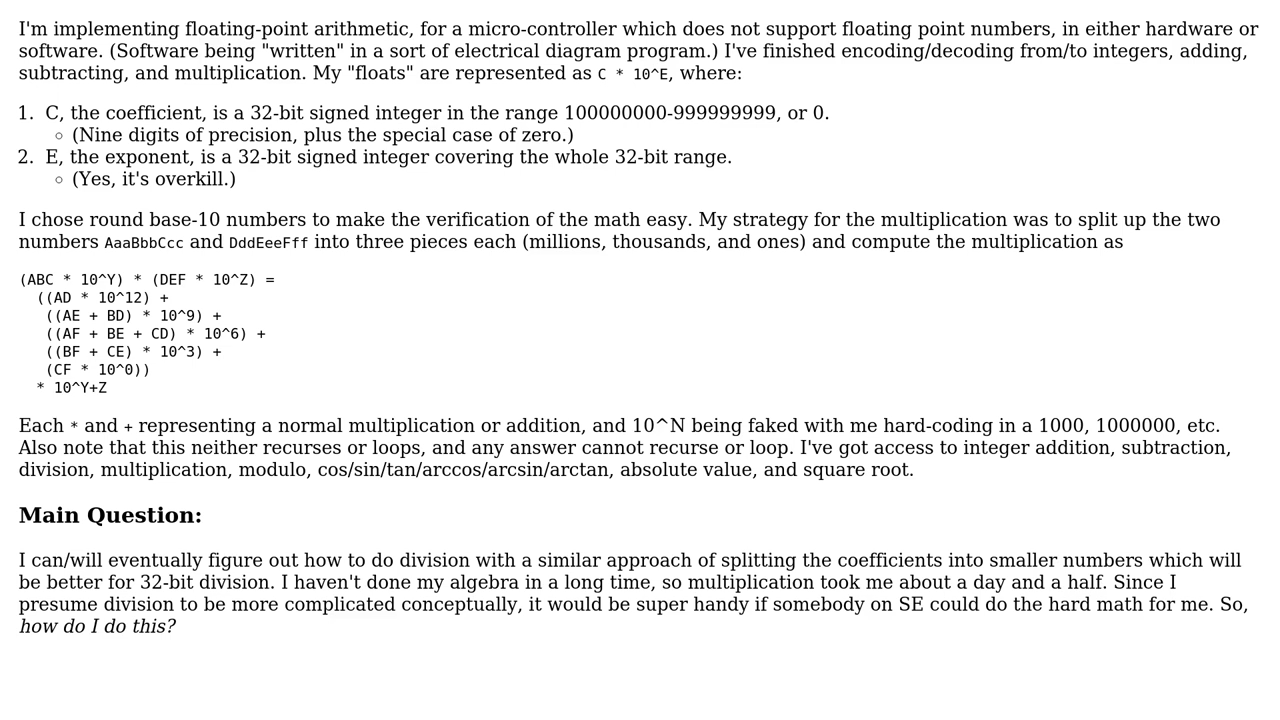 I'm implementing floating-point arithmetic, for a micro-controller which does not support floating point numbers, in either hardware or
software. (Software being "written" in a sort of electrical diagram program.) I've finished encoding/decoding from/to integers, adding,
subtracting, and multiplication. My "floats" are represented as C * 10^E, where:
1. C, the coefficient, is a 32-bit signed integer in the range 100000000-999999999, or 0.
◦ (Nine digits of precision, plus the special case of zero.)
2. E, the exponent, is a 32-bit signed integer covering the whole 32-bit range.
◦ (Yes, it's overkill.)
I chose round base-10 numbers to make the verification of the math easy. My strategy for the multiplication was to split up the two
numbers AaaBbbCcc and DddEeeFff into three pieces each (millions, thousands, and ones) and compute the multiplication as
(ABC * 10^Y) * (DEF * 10^Z) =
((AD * 10^12) +
((AE + BD) * 10^9) +
((AF + BE + CD) * 10^6) +
((BF + CE) * 10^3) +
(CF * 10^0))
* 10^Y+Z
Each * and + representing a normal multiplication or addition, and 10^N being faked with me hard-coding in a 1000, 1000000, etc.
Also note that this neither recurses or loops, and any answer cannot recurse or loop. I've got access to integer addition, subtraction,
division, multiplication, modulo, cos/sin/tan/arccos/arcsin/arctan, absolute value, and square root.
Main Question:
I can/will eventually figure out how to do division with a similar approach of splitting the coefficients into smaller numbers which will
be better for 32-bit division. I haven't done my algebra in a long time, so multiplication took me about a day and a half. Since I
presume division to be more complicated conceptually, it would be super handy if somebody on SE could do the hard math for me. So,
how do I do this?